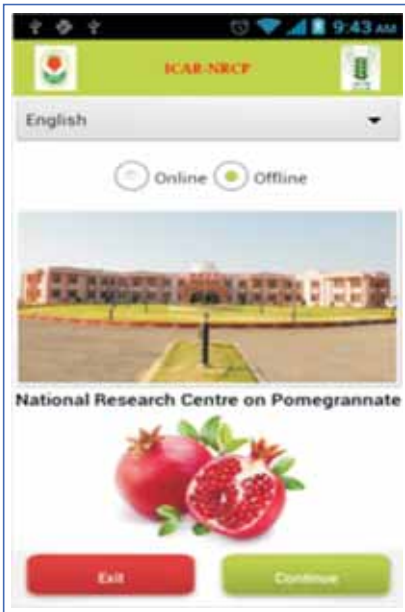 9:43 AM
ICAR-NRCP
English
Online Offline
National Research Centre on Pomegrannate
Exit Continue